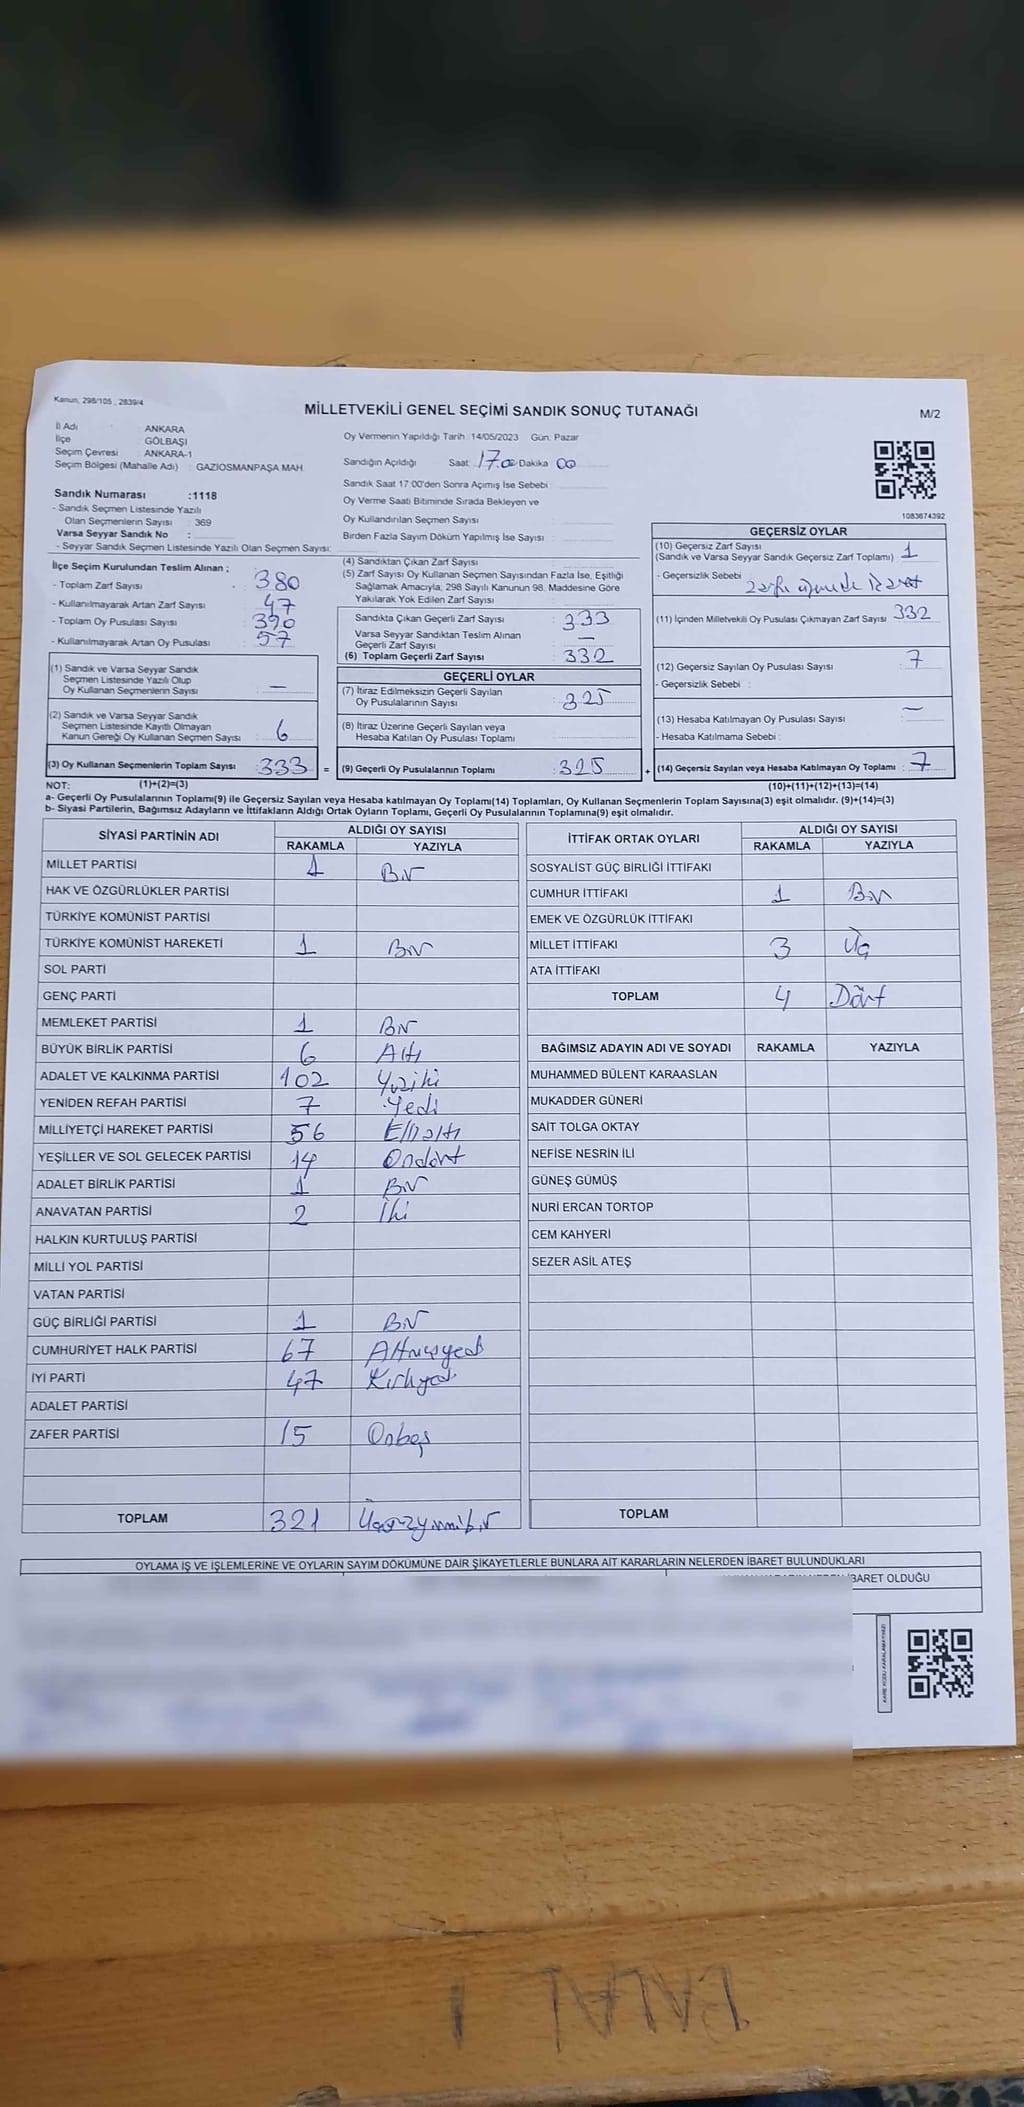 Kanun, 298/105 , 2839/4
MİLLETVEKİLİ GENEL SEÇİMİ SANDIK SONUÇ TUTANAĞI
M/2
İl Adı : ANKARA
İlçe : GÖLBAŞI
Seçim Çevresi : ANKARA-1
Seçim Bölgesi (Mahalle Adı) : GAZİOSMANPAŞA MAH.
Sandık Numarası :1118
- Sandık Seçmen Listesinde Yazılı
Olan Seçmenlerin Sayısı : 369
Varsa Seyyar Sandık No :
- Seyyar Sandık Seçmen Listesinde Yazılı Olan Seçmen Sayısı:
Oy Vermenin Yapıldığı Tarih : 14/05/2023 Gün: Pazar
Sandığın Açıldığı Saat: 17.00 Dakika 00
Sandık Saat 17:00'den Sonra Açımış İse Sebebi :
Oy Verme Saati Bitiminde Sırada Bekleyen ve
Oy Kullandırılan Seçmen Sayısı :
Birden Fazla Sayım Döküm Yapılmış İse Sayısı :
1083674392
İlçe Seçim Kurulundan Teslim Alınan ;
- Toplam Zarf Sayısı : 380
- Kullanılmayarak Artan Zarf Sayısı : 47
- Toplam Oy Pusulası Sayısı : 390
- Kullanılmayarak Artan Oy Pusulası : 57
(1) Sandık ve Varsa Seyyar Sandık
Seçmen Listesinde Yazılı Olup
Oy Kullanan Seçmenlerin Sayısı : —
(2) Sandık ve Varsa Seyyar Sandık
Seçmen Listesinde Kayıtlı Olmayan
Kanun Gereği Oy Kullanan Seçmen Sayısı : 6
(3) Oy Kullanan Seçmenlerin Toplam Sayısı : 333 =
(1)+(2)=(3)
(4) Sandıktan Çıkan Zarf Sayısı :
(5) Zarf Sayısı Oy Kullanan Seçmen Sayısından Fazla İse, Eşitliği
Sağlamak Amacıyla, 298 Sayılı Kanunun 98. Maddesine Göre
Yakılarak Yok Edilen Zarf Sayısı :
Sandıkta Çıkan Geçerli Zarf Sayısı : 333
Varsa Seyyar Sandıktan Teslim Alınan
Geçerli Zarf Sayısı : —
(6) Toplam Geçerli Zarf Sayısı : 332
GEÇERLİ OYLAR
(7) İtiraz Edilmeksizin Geçerli Sayılan
Oy Pusulalarının Sayısı : 325
(8) İtiraz Üzerine Geçerli Sayılan veya
Hesaba Katılan Oy Pusulası Toplamı :
(9) Geçerli Oy Pusulalarının Toplamı : 325 +
GEÇERSİZ OYLAR
(10) Geçersiz Zarf Sayısı : 1
(Sandık ve Varsa Seyyar Sandık Geçersiz Zarf Toplamı)
- Geçersizlik Sebebi :
(11) İçinden Milletvekili Oy Pusulası Çıkmayan Zarf Sayısı : 332
(12) Geçersiz Sayılan Oy Pusulası Sayısı : 7
- Geçersizlik Sebebi :
(13) Hesaba Katılmayan Oy Pusulası Sayısı : —
- Hesaba Katılmama Sebebi :
(14) Geçersiz Sayılan veya Hesaba Katılmayan Oy Toplamı : 7
(10)+(11)+(12)+(13)=(14)
NOT:
a- Geçerli Oy Pusulalarının Toplamı(9) ile Geçersiz Sayılan veya Hesaba katılmayan Oy Toplamı(14) Toplamları, Oy Kullanan Seçmenlerin Toplam Sayısına(3) eşit olmalıdır. (9)+(14)=(3)
b- Siyasi Partilerin, Bağımsız Adayların ve İttifakların Aldığı Ortak Oyların Toplamı, Geçerli Oy Pusulalarının Toplamına(9) eşit olmalıdır.
SİYASİ PARTİNİN ADI ALDIĞI OY SAYISI
RAKAMLA YAZIYLA
MİLLET PARTİSİ 1 Bir
HAK VE ÖZGÜRLÜKLER PARTİSİ
TÜRKİYE KOMÜNİST PARTİSİ
TÜRKİYE KOMÜNİST HAREKETİ 1 Bir
SOL PARTİ
GENÇ PARTİ
MEMLEKET PARTİSİ 1 Bir
BÜYÜK BİRLİK PARTİSİ 6 Altı
ADALET VE KALKINMA PARTİSİ 102 Yüziki
YENİDEN REFAH PARTİSİ 7 Yedi
MİLLİYETÇİ HAREKET PARTİSİ 56 Ellialtı
YEŞİLLER VE SOL GELECEK PARTİSİ 14 Ondört
ADALET BİRLİK PARTİSİ 1 Bir
ANAVATAN PARTİSİ 2 İki
HALKIN KURTULUŞ PARTİSİ
MİLLİ YOL PARTİSİ
VATAN PARTİSİ
GÜÇ BİRLİĞİ PARTİSİ 1 Bir
CUMHURİYET HALK PARTİSİ 67 Altmışyedi
İYİ PARTİ 47 Kırkyedi
ADALET PARTİSİ
ZAFER PARTİSİ 15 Onbeş
TOPLAM 321 Üçyüzyirmibir
İTTİFAK ORTAK OYLARI ALDIĞI OY SAYISI
RAKAMLA YAZIYLA
SOSYALİST GÜÇ BİRLİĞİ İTTİFAKI
CUMHUR İTTİFAKI 1 Bir
EMEK VE ÖZGÜRLÜK İTTİFAKI
MİLLET İTTİFAKI 3 Üç
ATA İTTİFAKI
TOPLAM 4 Dört
BAĞIMSIZ ADAYIN ADI VE SOYADI RAKAMLA YAZIYLA
MUHAMMED BÜLENT KARAASLAN
MUKADDER GÜNERİ
SAİT TOLGA OKTAY
NEFİSE NESRİN İLİ
GÜNEŞ GÜMÜŞ
NURİ ERCAN TORTOP
CEM KAHYERİ
SEZER ASİL ATEŞ
TOPLAM
OYLAMA İŞ VE İŞLEMLERİNE VE OYLARIN SAYIM DÖKÜMÜNE DAİR ŞİKAYETLERLE BUNLARA AİT KARARLARIN NELERDEN İBARET BULUNDUKLARI
İBARET OLDUĞU
KARE KODU KARALAMAYINIZ!